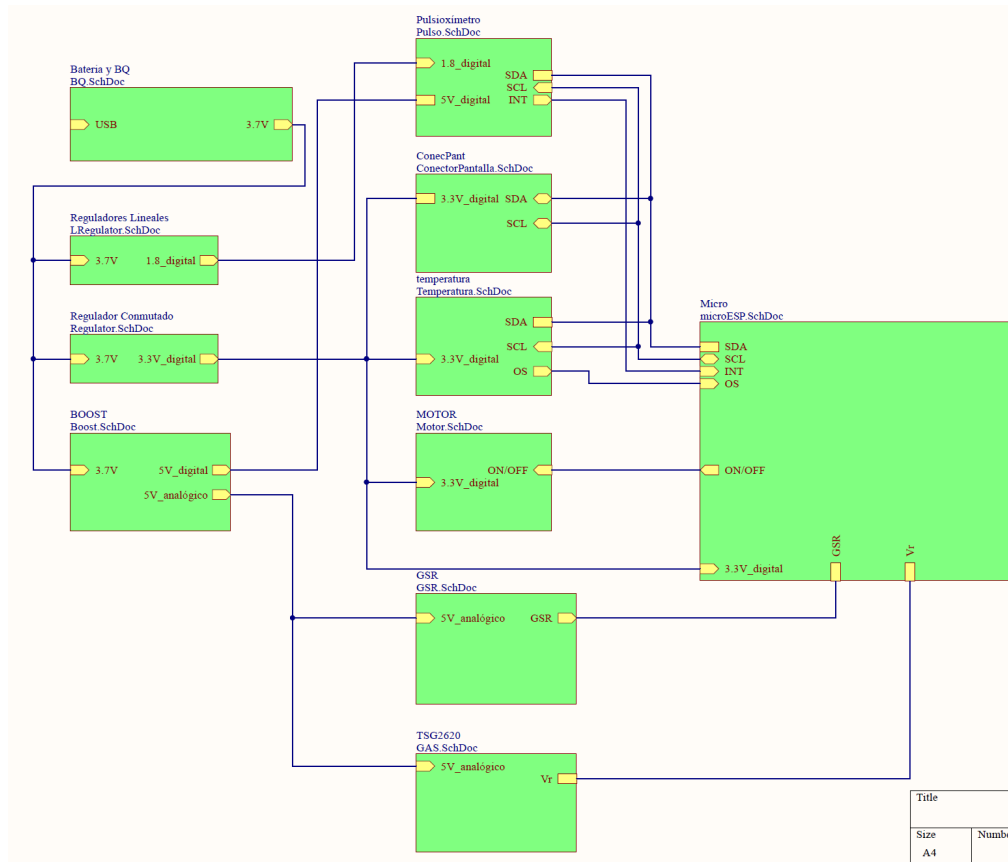 Pulsioxímetro
Pulso.SchDoc
1.8_digital
SDA
SCL
5V_digital
INT
Bateria y BQ
BQ.SchDoc
USB
3.7V
ConecPant
ConectorPantalla.SchDoc
3.3V_digital
SDA
SCL
Reguladores Lineales
LRegulator.SchDoc
3.7V
1.8_digital
temperatura
Temperatura.SchDoc
SDA
SCL
3.3V_digital
OS
Regulador Conmutado
Regulator.SchDoc
3.7V
3.3V_digital
Micro
microESP.SchDoc
SDA
SCL
INT
OS
ON/OFF
GSR
Vr
3.3V_digital
BOOST
Boost.SchDoc
3.7V
5V_digital
5V_analógico
MOTOR
Motor.SchDoc
ON/OFF
3.3V_digital
GSR
GSR.SchDoc
5V_analógico
GSR
TSG2620
GAS.SchDoc
5V_analógico
Vr
Title
Size
A4